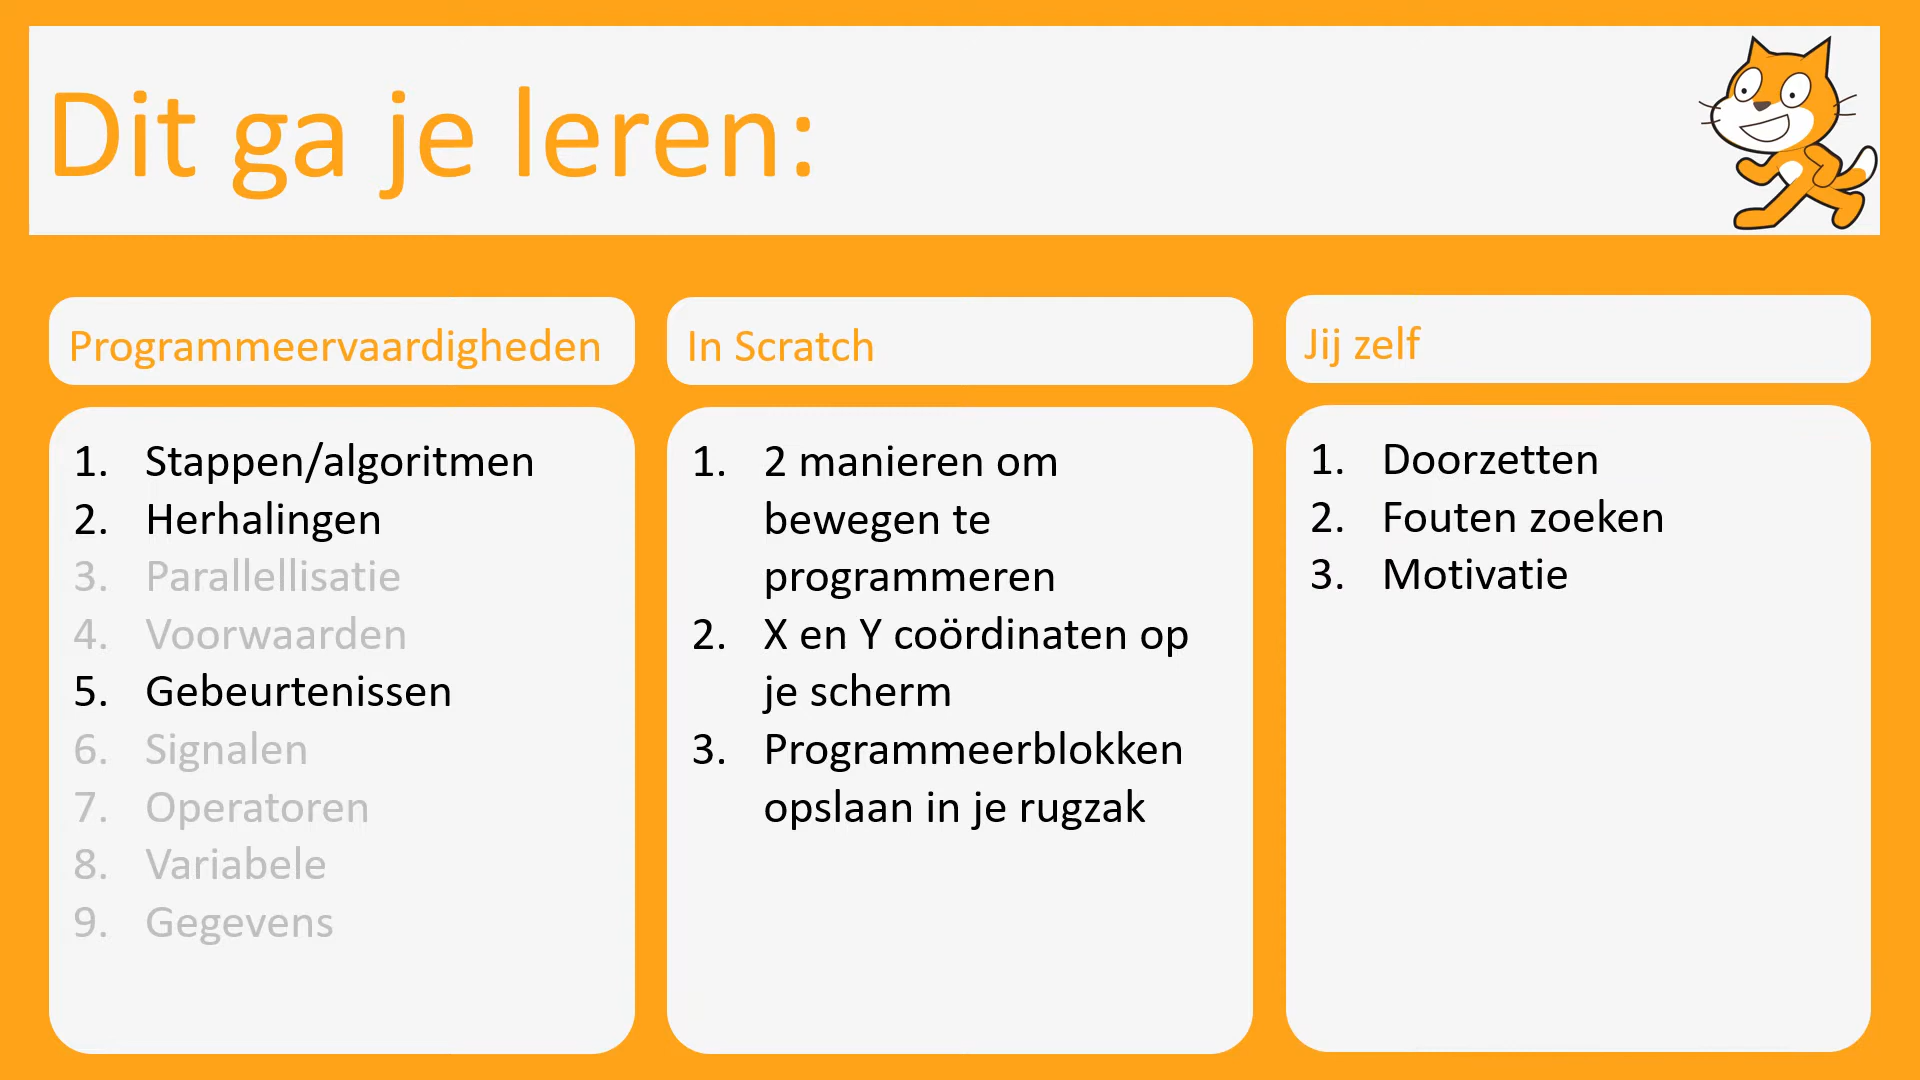 Dit ga je leren:
Programmeervaardigheden
1. Stappen/algoritmen
2. Herhalingen
3. Parallellisatie
4. Voorwaarden
5. Gebeurtenissen
6. Signalen
7. Operatoren
8. Variabele
9. Gegevens
In Scratch
1. 2 manieren om
bewegen te
programmeren
2. X en Y coördinaten op
je scherm
3. Programmeerblokken
opslaan in je rugzak
Jij zelf
1. Doorzetten
2. Fouten zoeken
3. Motivatie